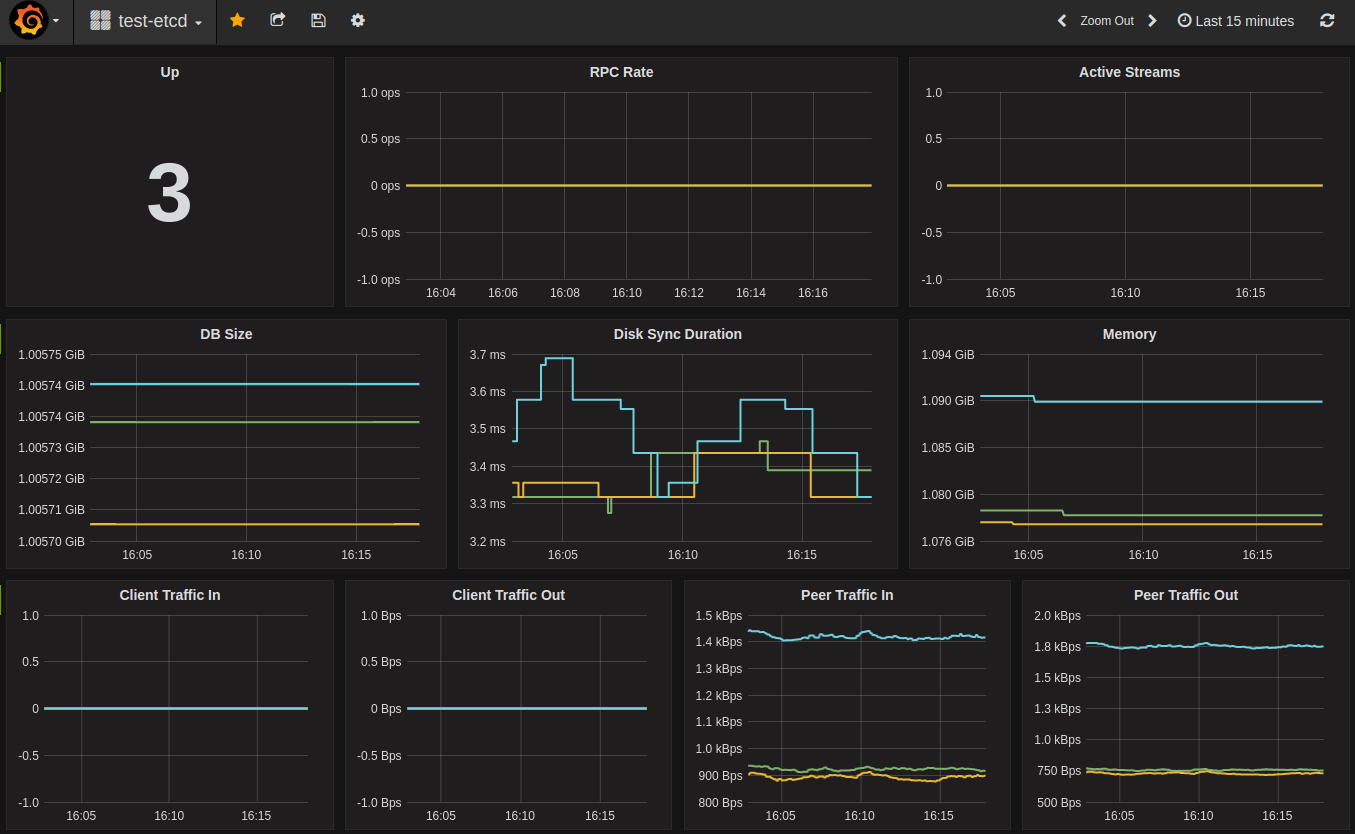 test-etcd
Zoom Out
Last 15 minutes
Up
3
RPC Rate
1.0 ops
0.5 ops
0 ops
-0.5 ops
-1.0 ops
16:04 16:06 16:08 16:10 16:12 16:14 16:16
Active Streams
1.0
0.5
0
-0.5
-1.0
16:05 16:10 16:15
DB Size
1.00575 GiB
1.00574 GiB
1.00574 GiB
1.00573 GiB
1.00572 GiB
1.00571 GiB
1.00570 GiB
16:05 16:10 16:15
Disk Sync Duration
3.7 ms
3.6 ms
3.5 ms
3.4 ms
3.3 ms
3.2 ms
16:05 16:10 16:15
Memory
1.094 GiB
1.090 GiB
1.085 GiB
1.080 GiB
1.076 GiB
16:05 16:10 16:15
Client Traffic In
1.0
0.5
0
-0.5
-1.0
16:05 16:10 16:15
Client Traffic Out
1.0 Bps
0.5 Bps
0 Bps
-0.5 Bps
-1.0 Bps
16:05 16:10 16:15
Peer Traffic In
1.5 kBps
1.4 kBps
1.3 kBps
1.2 kBps
1.1 kBps
1.0 kBps
900 Bps
800 Bps
16:05 16:10 16:15
Peer Traffic Out
2.0 kBps
1.8 kBps
1.5 kBps
1.3 kBps
1.0 kBps
750 Bps
500 Bps
16:05 16:10 16:15